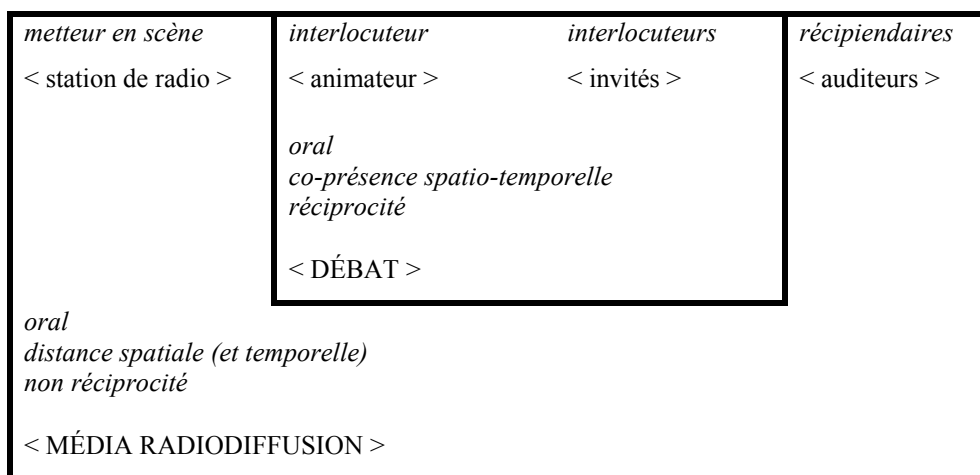 metteur en scène interlocuteur interlocuteurs récipiendaires
< station de radio > < animateur > < invités > < auditeurs >
oral
co-présence spatio-temporelle
réciprocité
< DÉBAT >
oral
distance spatiale (et temporelle)
non réciprocité
< MÉDIA RADIODIFFUSION >